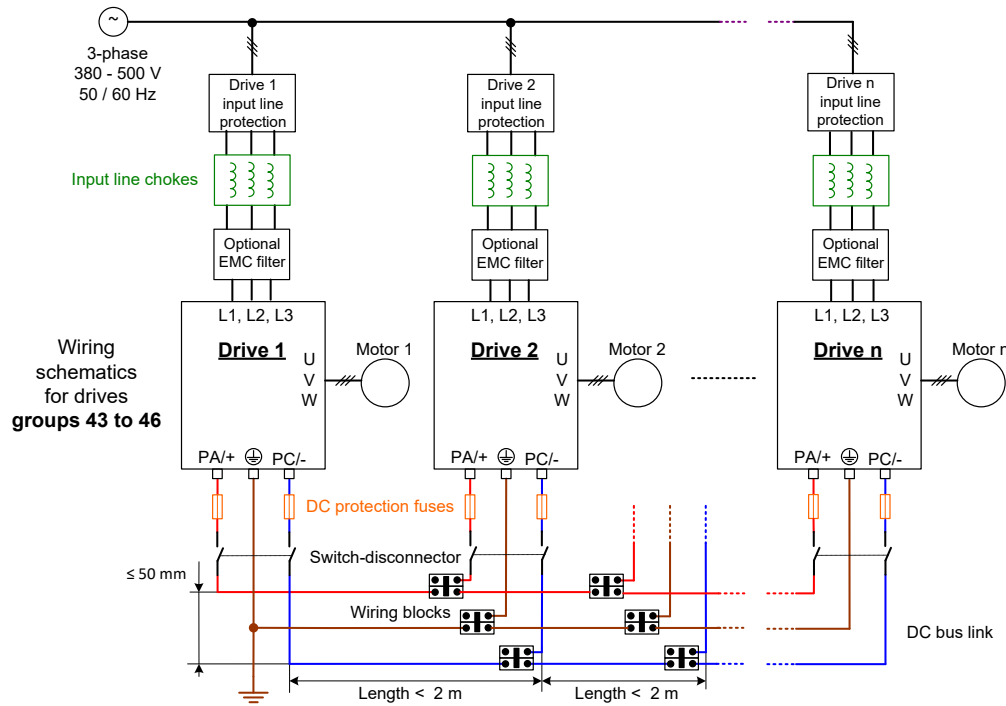 ~
3-phase
380 - 500 V
50 / 60 Hz
Drive 1
input line
protection
Drive 2
input line
protection
Drive n
input line
protection
Input line chokes
Optional
EMC filter
Optional
EMC filter
Optional
EMC filter
Wiring
schematics
for drives
groups 43 to 46
L1, L2, L3
Drive 1
U
V
W
Motor 1
PA/+
PC/-
L1, L2, L3
Drive 2
U
V
W
Motor 2
PA/+
PC/-
L1, L2, L3
Drive n
U
V
W
Motor n
PA/+
PC/-
DC protection fuses
Switch-disconnector
≤ 50 mm
Wiring blocks
DC bus link
Length < 2 m
Length < 2 m